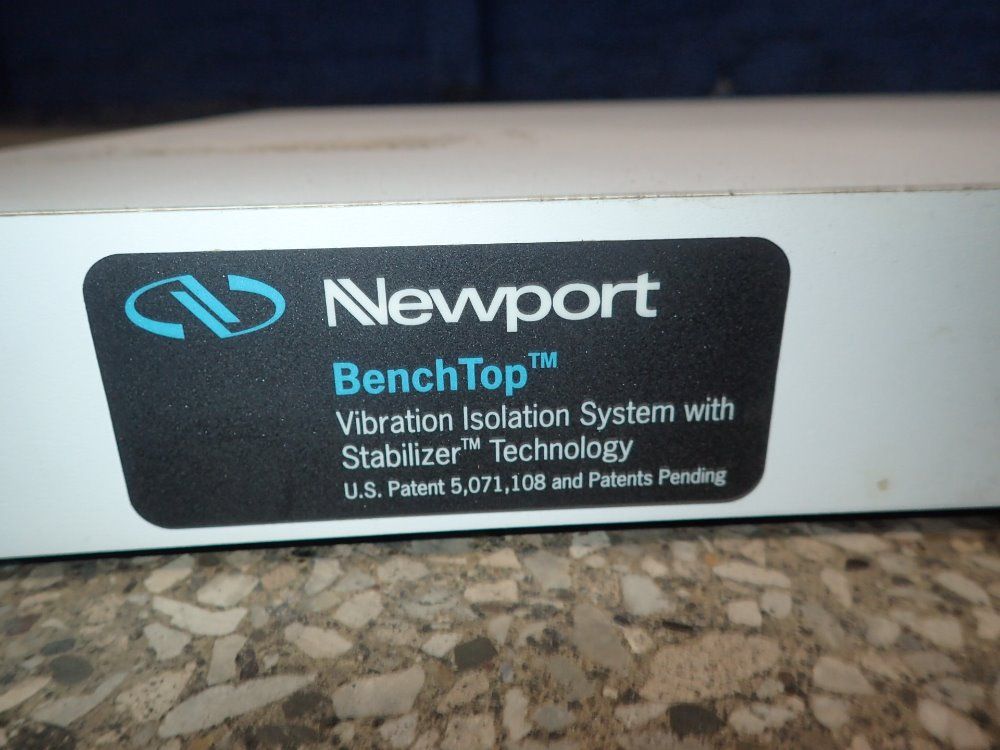 Newport
BenchTop™
Vibration Isolation System with
Stabilizer™ Technology
U.S. Patent 5,071,108 and Patents Pending